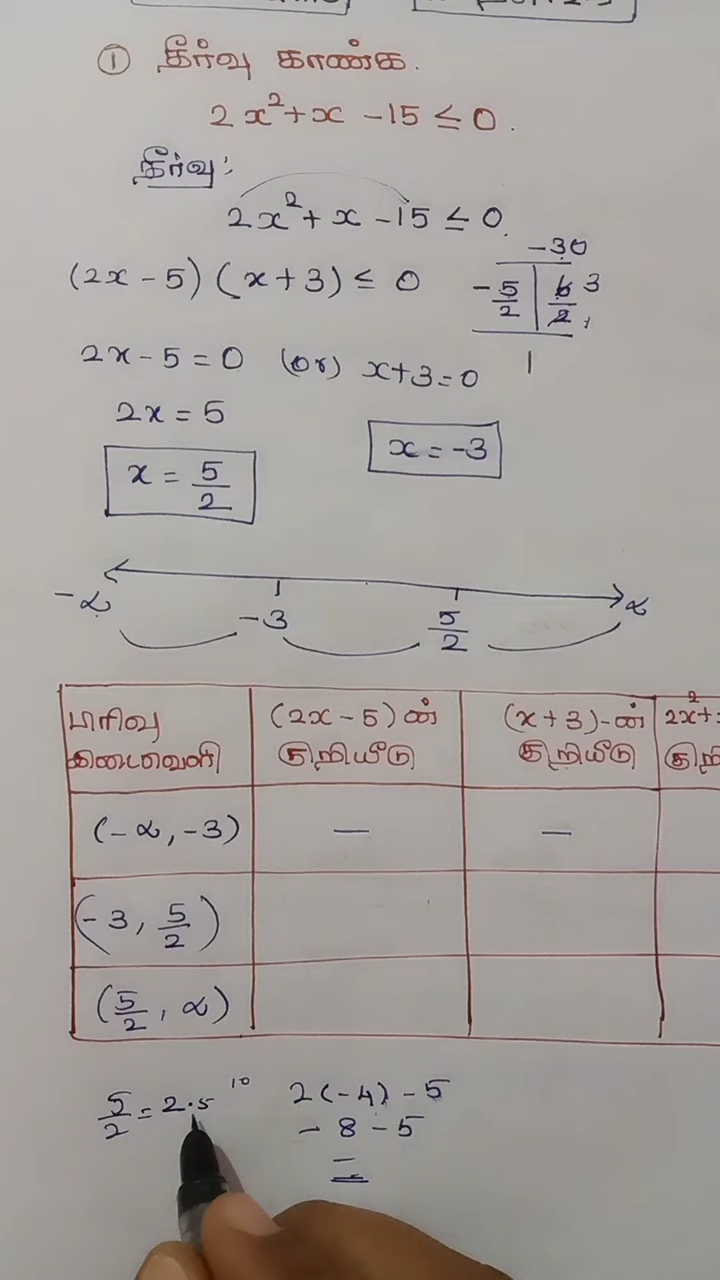 ① தீர்வு காண்க.
2x² + x - 15 ≤ 0.
தீர்வு:
2x² + x - 15 ≤ 0.
-30
(2x - 5) (x + 3) ≤ 0
-5/2 | 6/2 3 1
1
2x - 5 = 0 (or) x + 3 = 0
2x = 5
x = -3
x = 5/2
-∝ -3 5/2 ∝
பிரிவு இடைவெளி (2x - 5) ன் குறியீடு (x + 3) - ன் குறியீடு 2x² +
(-∝, -3) — —
(-3, 5/2)
(5/2, ∝)
5/2 = 2.5 10 2(-4) - 5
- 8 - 5
—